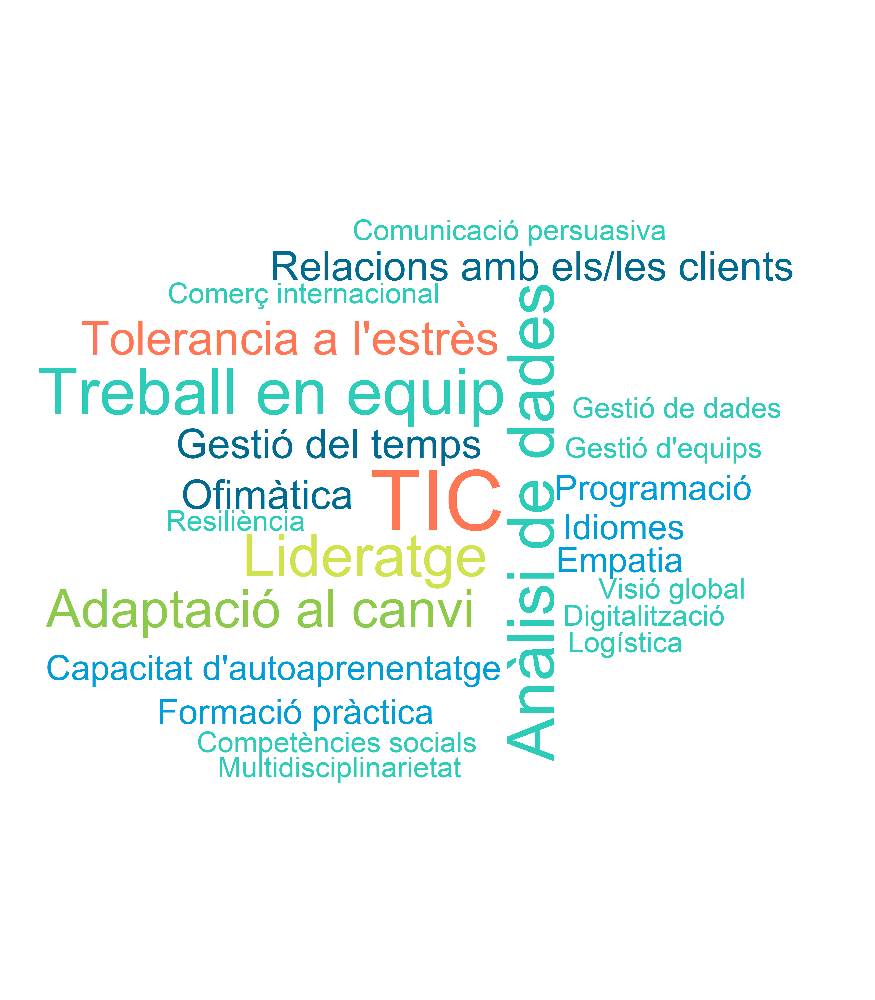 Comunicació persuasiva
Relacions amb els/les clients
Comerç internacional
Tolerancia a l'estrès
Treball en equip
Gestió del temps
Ofimàtica
TIC
Resiliència
Lideratge
Adaptació al canvi
Capacitat d'autoaprenentatge
Formació pràctica
Competències socials
Multidisciplinarietat
Anàlisi de dades
Gestió de dades
Gestió d'equips
Programació
Idiomes
Empatia
Visió global
Digitalització
Logística